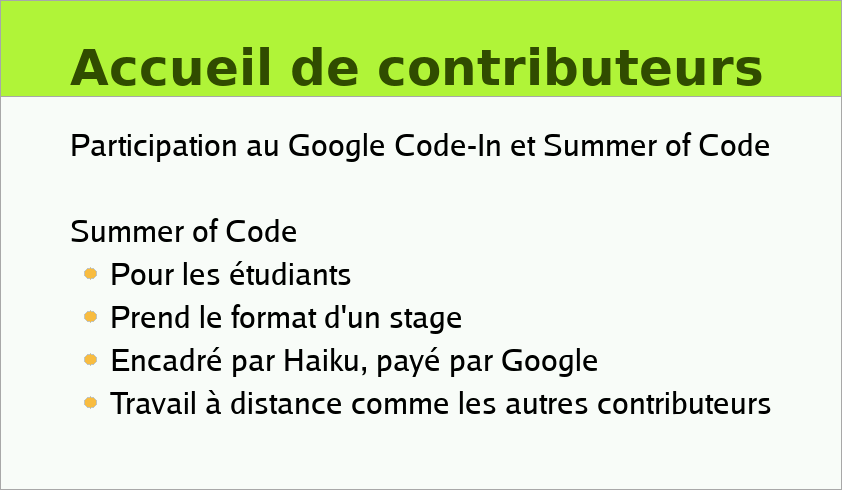 Accueil de contributeurs
Participation au Google Code-In et Summer of Code
Summer of Code
Pour les étudiants
Prend le format d'un stage
Encadré par Haiku, payé par Google
Travail à distance comme les autres contributeurs